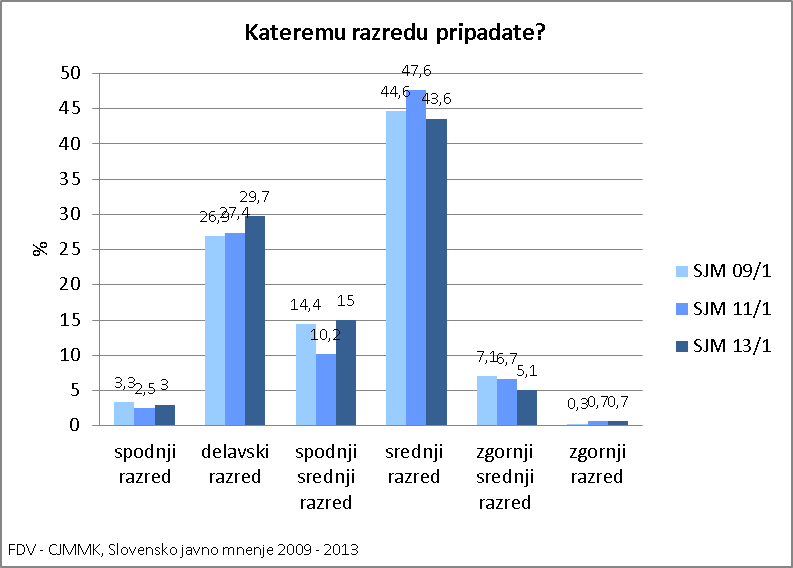 Kateremu razredu pripadate?
50
45
40
35
30
25
20
15
10
5
0
%
3,3
2,5
3
26,9
27,4
29,7
14,4
10,2
15
44,6
47,6
43,6
7,1
6,7
5,1
0,3
0,7
0,7
spodnji
razred
delavski
razred
spodnji
srednji
razred
srednji
razred
zgornji
srednji
razred
zgornji
razred
SJM 09/1
SJM 11/1
SJM 13/1
FDV - CJMMK, Slovensko javno mnenje 2009 - 2013